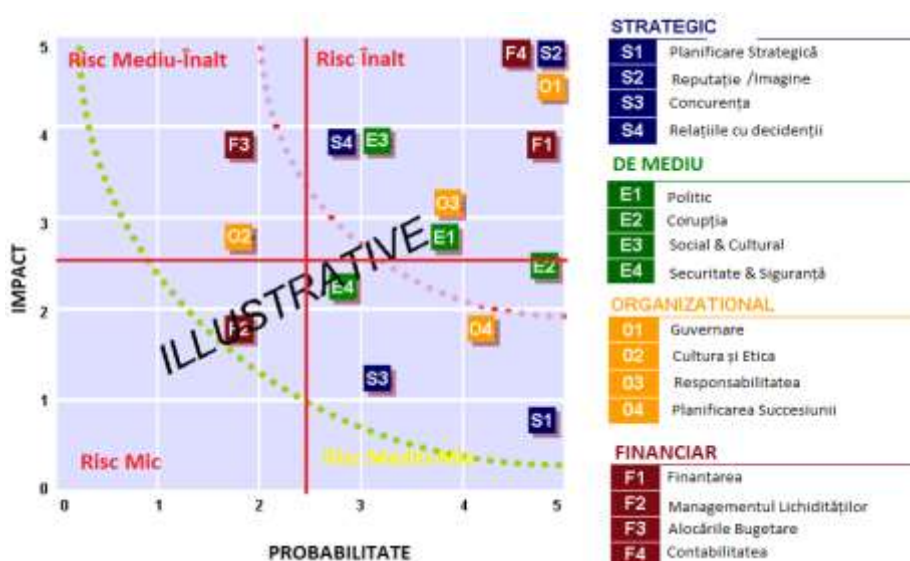 5
Risc Mediu-Înalt
Risc Înalt
F4
S2
O1
4
F3
S4
E3
F1
3
O3
O2
E1
E2
IMPACT
ILLUSTRATIVE
E4
2
F2
O4
S3
1
S1
Risc Mic
Risc Mediu-Mic
0
0
1
2
3
4
5
PROBABILITATE
STRATEGIC
S1 Planificare Strategică
S2 Reputație /Imagine
S3 Concurența
S4 Relațiile cu decidenții
DE MEDIU
E1 Politic
E2 Corupția
E3 Social & Cultural
E4 Securitate & Siguranță
ORGANIZATIONAL
O1 Guvernare
O2 Cultura și Etica
O3 Responsabilitatea
O4 Planificarea Succesiunii
FINANCIAR
F1 Finanțarea
F2 Managementul Lichidităților
F3 Alocările Bugetare
F4 Contabilitatea